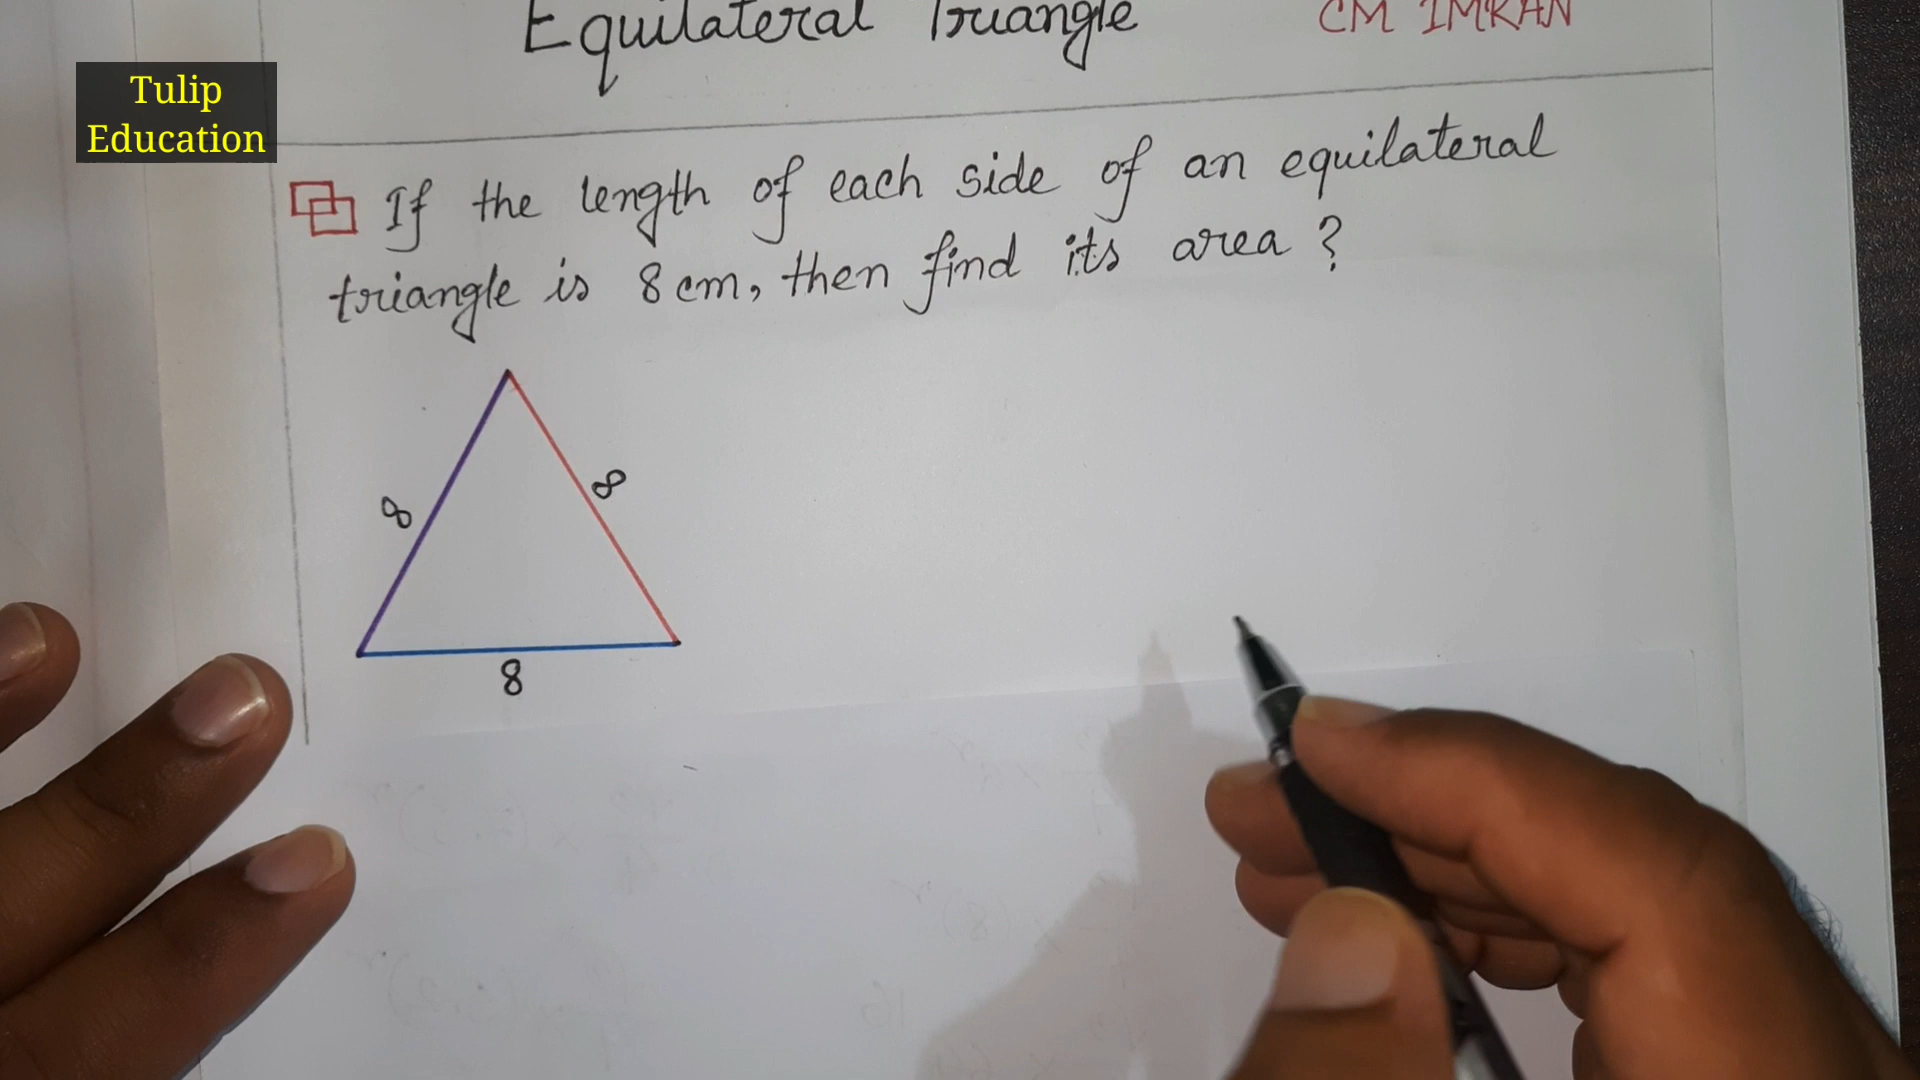 Equilateral Triangle
CM IMRAN
Tulip
Education
If the length of each side of an equilateral
triangle is 8 cm, then find its area ?
8
8
8